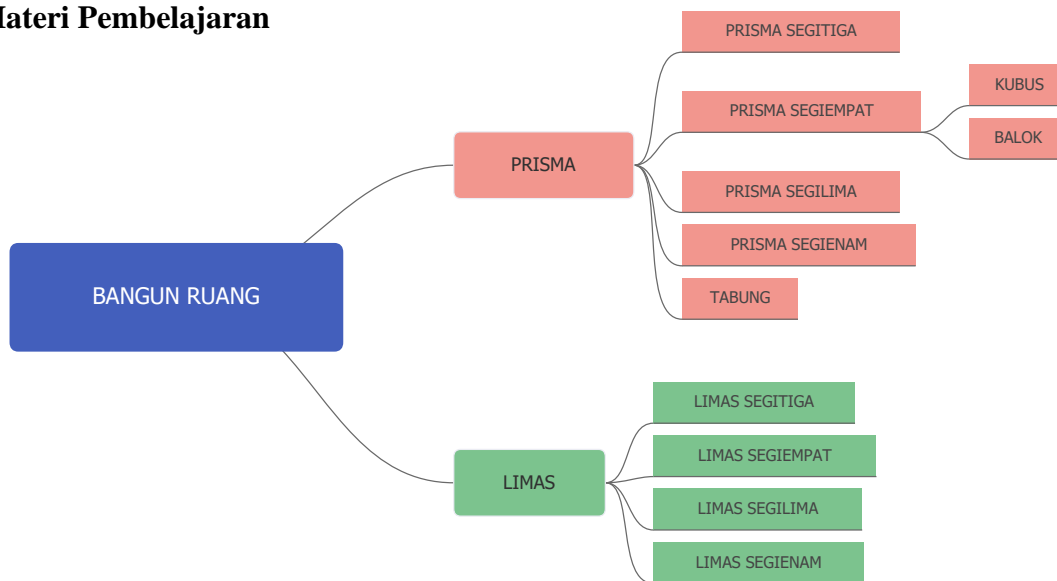 Materi Pembelajaran
BANGUN RUANG
PRISMA
PRISMA SEGITIGA
PRISMA SEGIEMPAT
KUBUS
BALOK
PRISMA SEGILIMA
PRISMA SEGIENAM
TABUNG
LIMAS
LIMAS SEGITIGA
LIMAS SEGIEMPAT
LIMAS SEGILIMA
LIMAS SEGIENAM